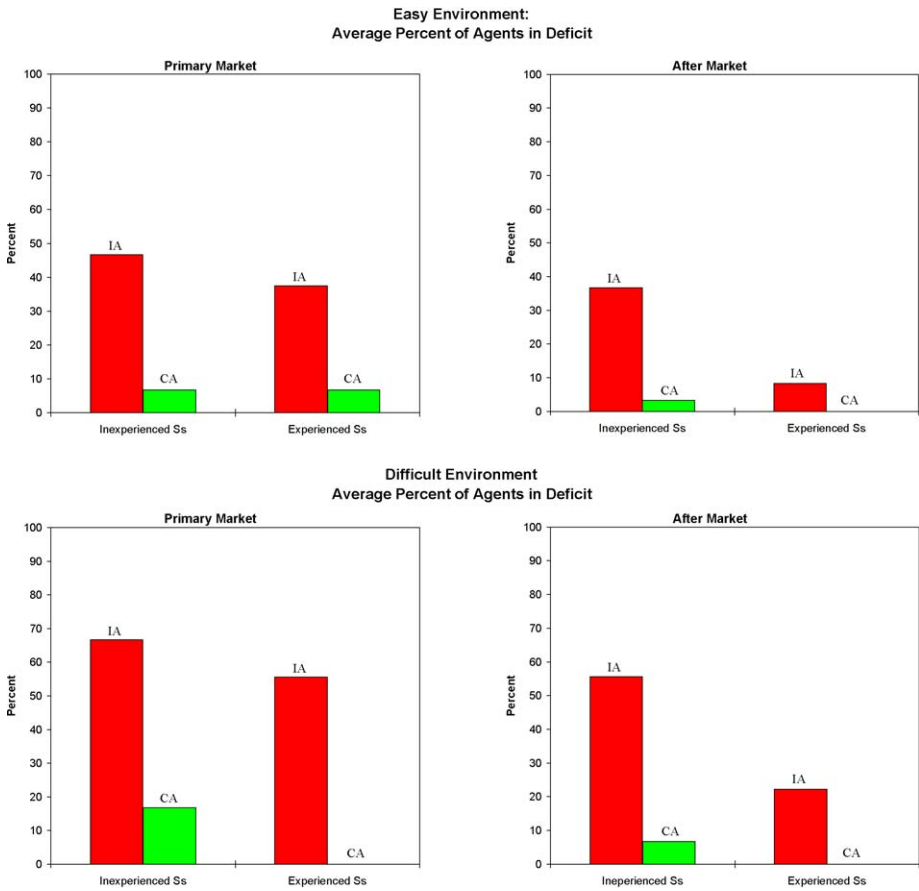 Easy Environment:
Average Percent of Agents in Deficit
Primary Market
100
90
80
70
60
50
40
30
20
10
0
Percent
IA
CA
IA
CA
Inexperienced Ss
Experienced Ss
After Market
100
90
80
70
60
50
40
30
20
10
0
Percent
IA
CA
IA
CA
Inexperienced Ss
Experienced Ss
Difficult Environment
Average Percent of Agents in Deficit
Primary Market
100
90
80
70
60
50
40
30
20
10
0
Percent
IA
CA
IA
CA
Inexperienced Ss
Experienced Ss
After Market
100
90
80
70
60
50
40
30
20
10
0
Percent
IA
CA
IA
CA
Ineperienced Ss
Experienced Ss